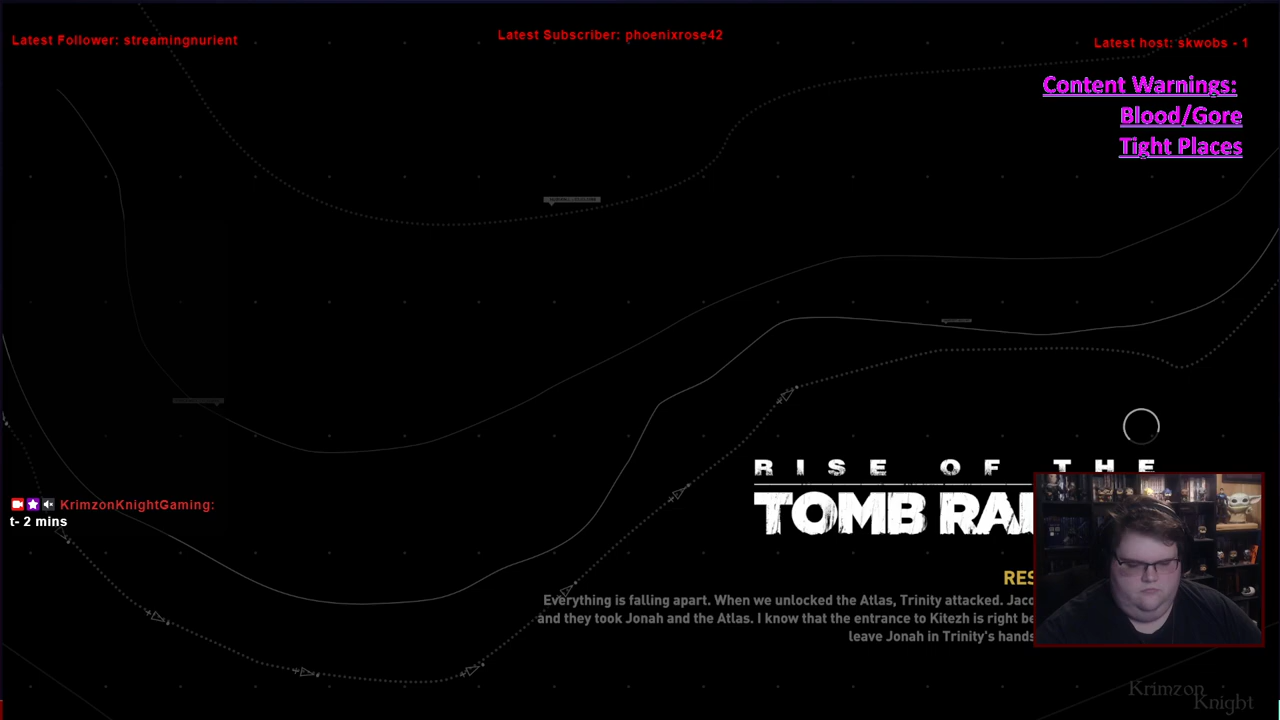 Latest Follower: streamingnurient
Latest Subscriber: phoenixrose42
Latest host: skwobs - 1
Content Warnings:
Blood/Gore
Tight Places
RISE OF THE
TOMB RAI
KrimzonKnightGaming:
t- 2 mins
RES
Everything is falling apart. When we unlocked the Atlas, Trinity attacked. Jaco
and they took Jonah and the Atlas. I know that the entrance to Kitezh is right be
leave Jonah in Trinity's hands
Krimzon
Knight